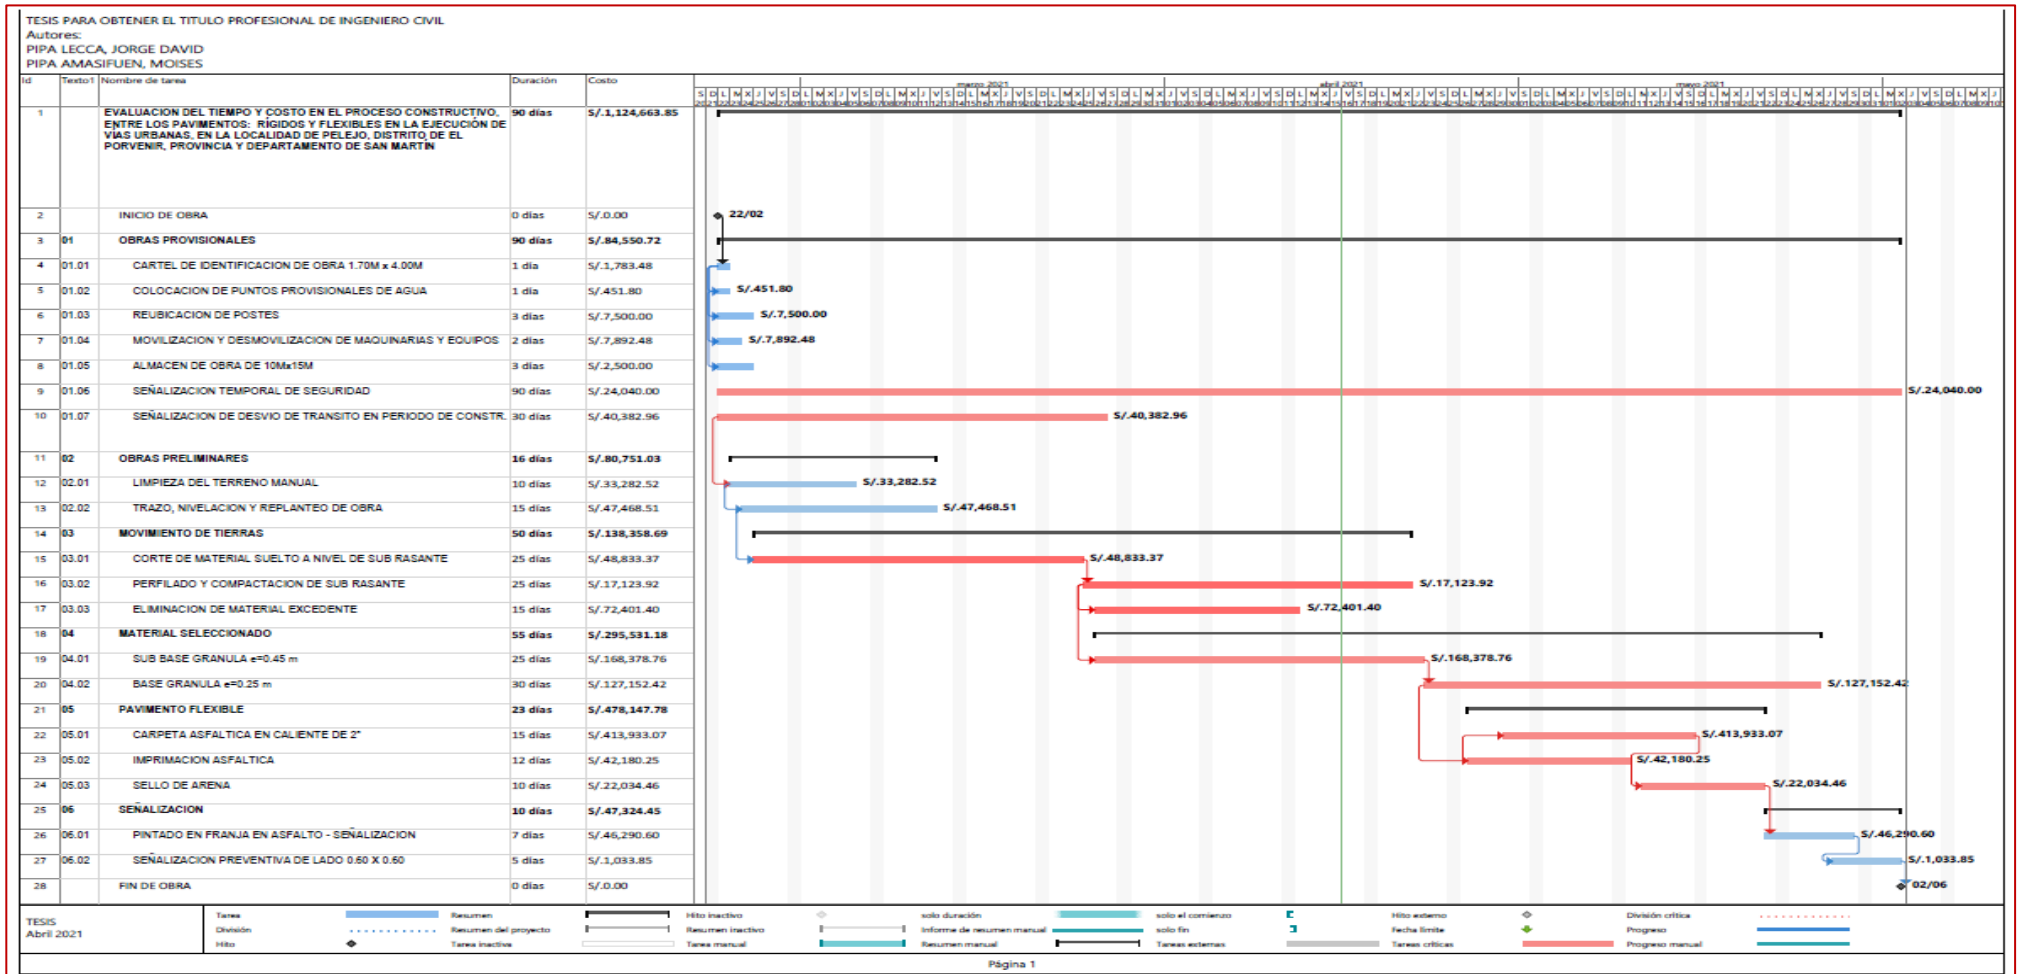 TESIS PARA OBTENER EL TITULO PROFESIONAL DE INGENIERO CIVIL
Autores:
PIPA LECCA, JORGE DAVID
PIPA AMASIFUEN, MOISES
Id Texto1 Nombre de tarea Duración Costo
marzo 2021 abril 2021 mayo 2021
1 EVALUACION DEL TIEMPO Y COSTO EN EL PROCESO CONSTRUCTIVO, 90 días S/.1,124,663.85
ENTRE LOS PAVIMENTOS: RÍGIDOS Y FLEXIBLES EN LA EJECUCIÓN DE
VÍAS URBANAS, EN LA LOCALIDAD DE PELEJO, DISTRITO DE EL
PORVENIR, PROVINCIA Y DEPARTAMENTO DE SAN MARTÍN
2 INICIO DE OBRA 0 días S/.0.00 22/02
3 01 OBRAS PROVISIONALES 90 días S/.84,550.72
4 01.01 CARTEL DE IDENTIFICACION DE OBRA 1.70M x 4.00M 1 día S/.1,783.48
5 01.02 COLOCACION DE PUNTOS PROVISIONALES DE AGUA 1 día S/.451.80 S/.451.80
6 01.03 REUBICACION DE POSTES 3 días S/.7,500.00 S/.7,500.00
7 01.04 MOVILIZACION Y DESMOVILIZACION DE MAQUINARIAS Y EQUIPOS 2 días S/.7,892.48 S/.7,892.48
8 01.05 ALMACEN DE OBRA DE 10Mx15M 3 días S/.2,500.00
9 01.06 SEÑALIZACION TEMPORAL DE SEGURIDAD 90 días S/.24,040.00 S/.24,040.00
10 01.07 SEÑALIZACION DE DESVIO DE TRANSITO EN PERIODO DE CONSTR. 30 días S/.40,382.96 S/.40,382.96
11 02 OBRAS PRELIMINARES 16 días S/.80,751.03
12 02.01 LIMPIEZA DEL TERRENO MANUAL 10 días S/.33,282.52 S/.33,282.52
13 02.02 TRAZO, NIVELACION Y REPLANTEO DE OBRA 15 días S/.47,468.51 S/.47,468.51
14 03 MOVIMIENTO DE TIERRAS 50 días S/.138,358.69
15 03.01 CORTE DE MATERIAL SUELTO A NIVEL DE SUB RASANTE 25 días S/.48,833.37 S/.48,833.37
16 03.02 PERFILADO Y COMPACTACION DE SUB RASANTE 25 días S/.17,123.92 S/.17,123.92
17 03.03 ELIMINACION DE MATERIAL EXCEDENTE 15 días S/.72,401.40 S/.72,401.40
18 04 MATERIAL SELECCIONADO 55 días S/.295,531.18
19 04.01 SUB BASE GRANULA e=0.45 m 25 días S/.168,378.76 S/.168,378.76
20 04.02 BASE GRANULA e=0.25 m 30 días S/.127,152.42 S/.127,152.42
21 05 PAVIMENTO FLEXIBLE 23 días S/.478,147.78
22 05.01 CARPETA ASFALTICA EN CALIENTE DE 2" 15 días S/.413,933.07 S/.413,933.07
23 05.02 IMPRIMACION ASFALTICA 12 días S/.42,180.25 S/.42,180.25
24 05.03 SELLO DE ARENA 10 días S/.22,034.46 S/.22,034.46
25 06 SEÑALIZACION 10 días S/.47,324.45
26 06.01 PINTADO EN FRANJA EN ASFALTO - SEÑALIZACION 7 días S/.46,290.60 S/.46,290.60
27 06.02 SEÑALIZACION PREVENTIVA DE LADO 0.60 X 0.60 5 días S/.1,033.85 S/.1,033.85
28 FIN DE OBRA 0 días S/.0.00 02/06
TESIS
Abril 2021
Tarea Resumen Hito inactivo solo duración solo el comienzo Hito externo División crítica
División Resumen del proyecto Resumen inactivo Informe de resumen manual solo fin Fecha límite Progreso
Hito Tarea inactiva Tarea manual Resumen manual Tareas externas Tareas críticas Progreso manual
Página 1